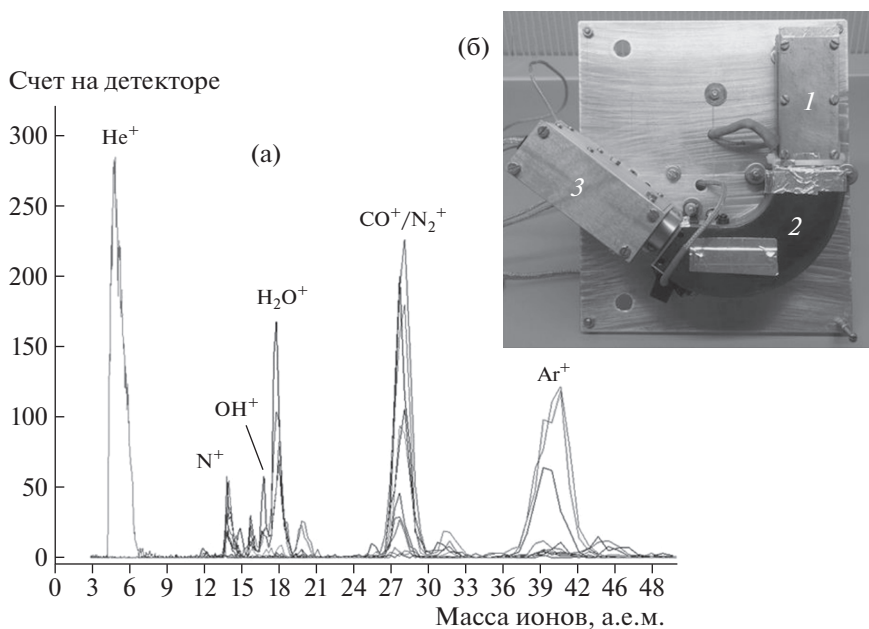 (б)
Счет на детекторе
300
250
200
150
100
50
0
He⁺
(а)
CO⁺/N₂⁺
H₂O⁺
OH⁺
N⁺
Ar⁺
1
2
3
0 3 6 9 12 15 18 21 24 27 30 33 36 39 42 45 48
Масса ионов, а.е.м.